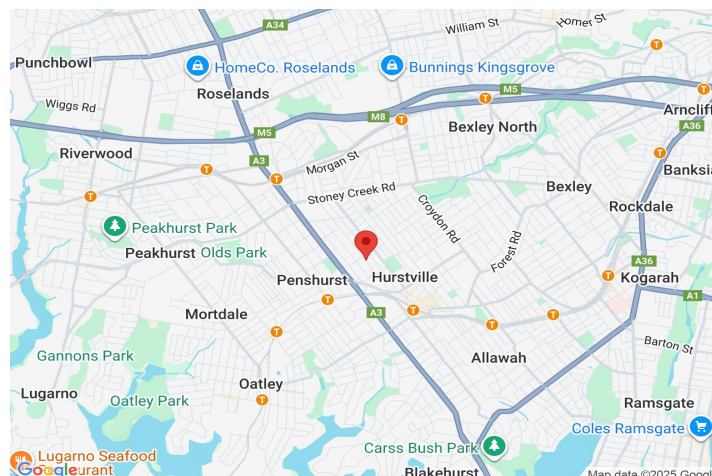 A34
William St
Homer St
Punchbowl
HomeCo. Roselands
Bunnings Kingsgrove
T
Roselands
Wiggs Rd
M5
T
T
Arncliff
M8
T
Bexley North
A36
M5
Riverwood
A3
Morgan St
T
T
T
Banksia
Stoney Creek Rd
Bexley
T
Croydon Rd
Rockdale
Peakhurst Park
Peakhurst
Olds Park
Forest Rd
A36
Penshurst
Hurstville
T
Kogarah
T
A1
Mortdale
A3
T
T
T
T
Barton St
Gannons Park
Allawah
Oatley
Lugarno
Oatley Park
T
Ramsgate
Coles Ramsgate
Carss Bush Park
Lugarno Seafood
Google
urant
Blakehurst
Map data ©2025 Google